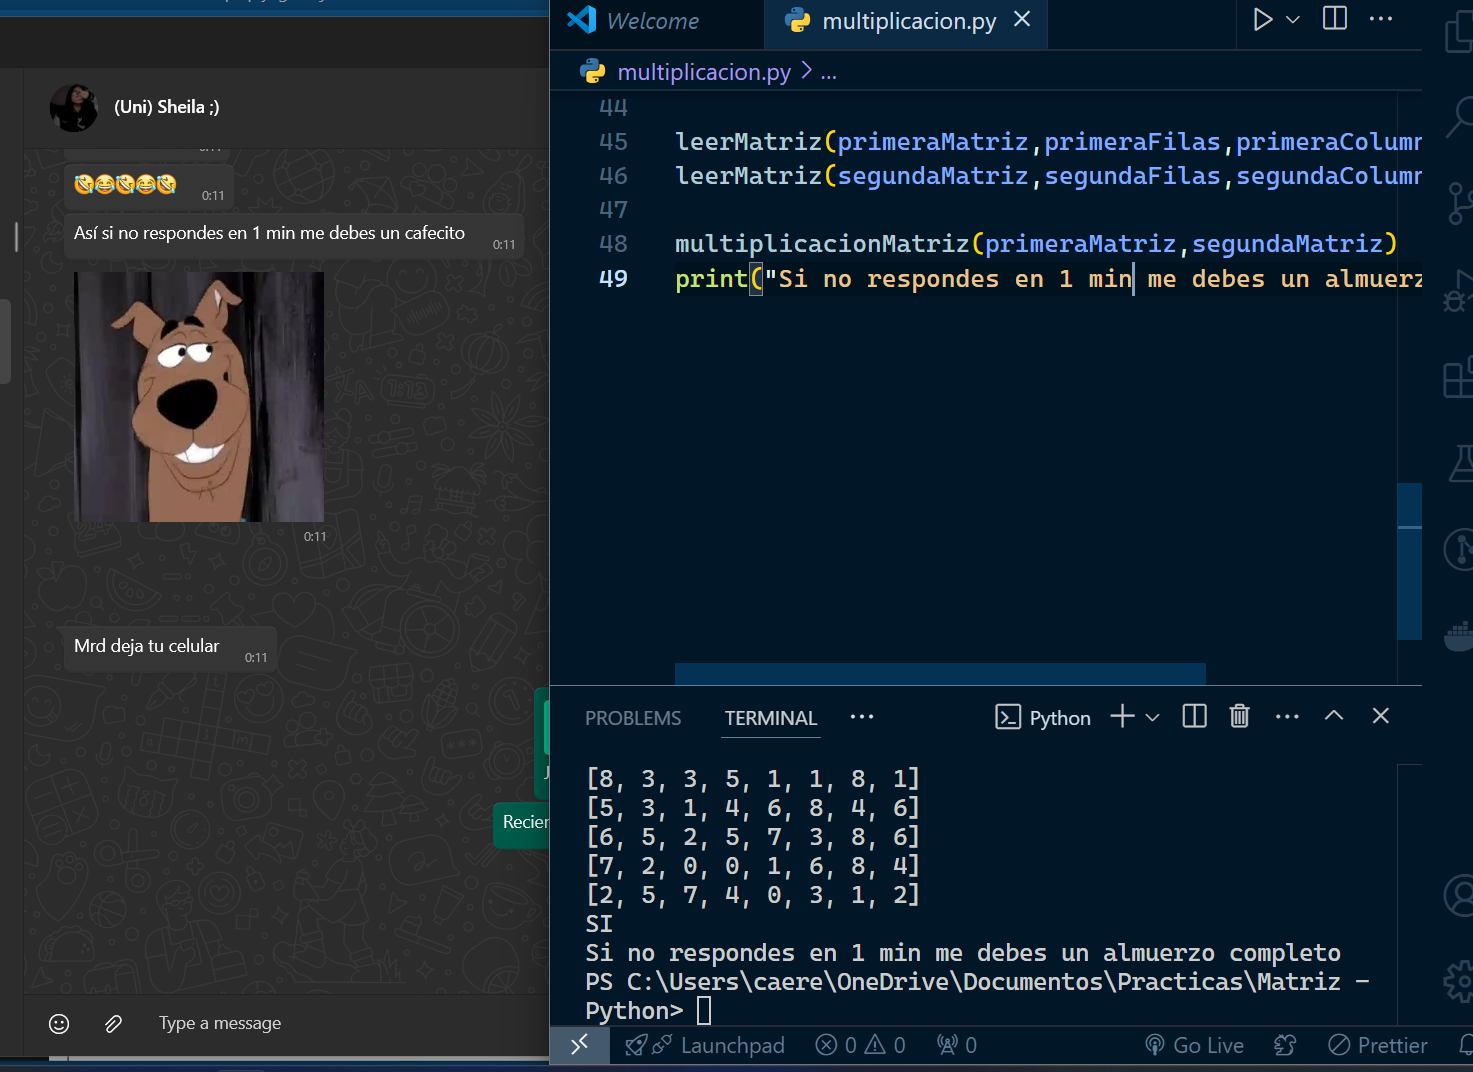 (Uni) Sheila ;)
0:11
🤣😂🤣😂🤣
0:11
Así si no respondes en 1 min me debes un cafecito
0:11
0:11
Mrd deja tu celular
0:11
Type a message
Welcome
multiplicacion.py
multiplicacion.py > ...
44
45 leerMatriz(primeraMatriz,primeraFilas,primeraColumn
46 leerMatriz(segundaMatriz,segundaFilas,segundaColumn
47
48 multiplicacionMatriz(primeraMatriz,segundaMatriz)
49 print("Si no respondes en 1 min me debes un almuerz
PROBLEMS TERMINAL ... Python
[8, 3, 3, 5, 1, 1, 8, 1]
[5, 3, 1, 4, 6, 8, 4, 6]
[6, 5, 2, 5, 7, 3, 8, 6]
[7, 2, 0, 0, 1, 6, 8, 4]
[2, 5, 7, 4, 0, 3, 1, 2]
SI
Si no respondes en 1 min me debes un almuerzo completo
PS C:\Users\caere\OneDrive\Documentos\Practicas\Matriz -
Python>
Launchpad 0 0 0 Go Live Prettier